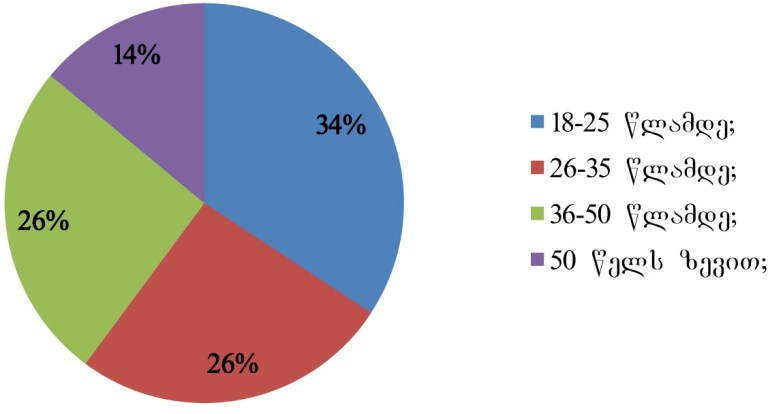 14%
34%
26%
26%
18-25 წლამდე;
26-35 წლამდე;
36-50 წლამდე;
50 წელს ზევით;